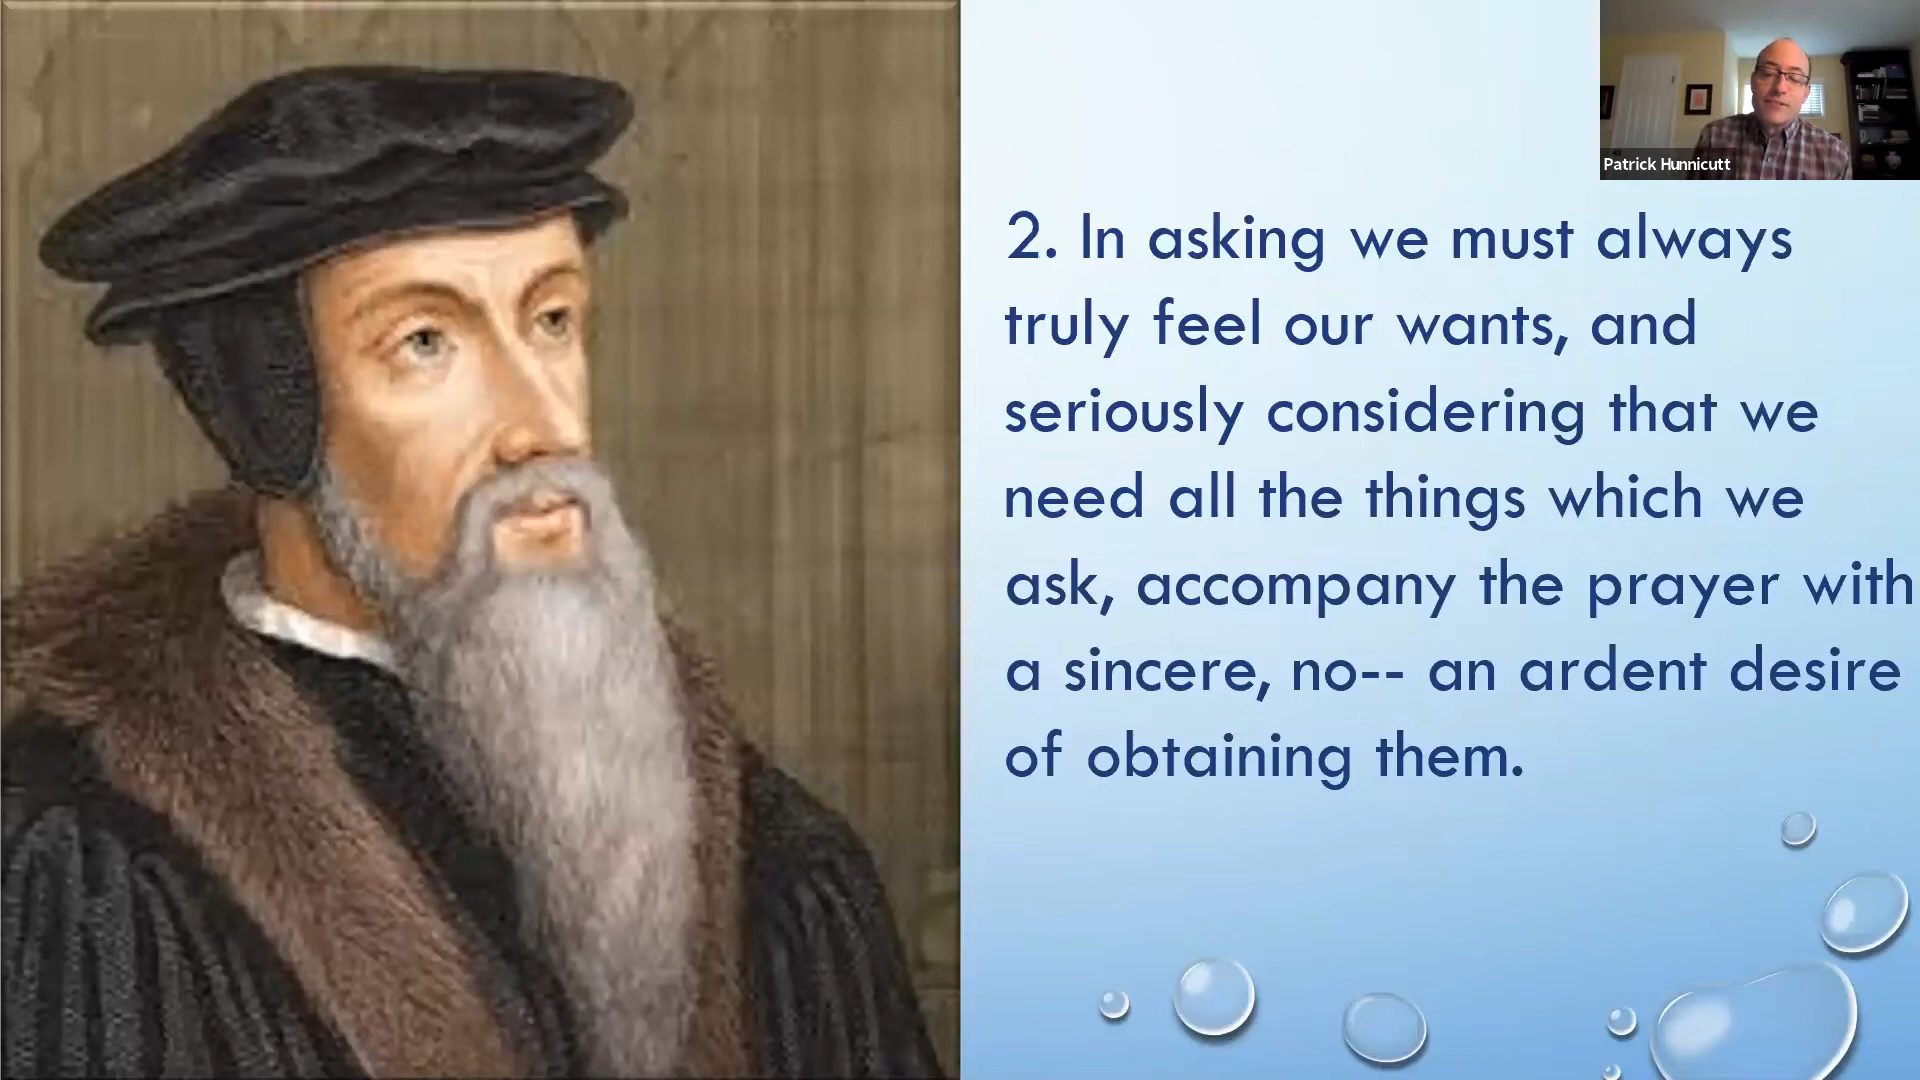 Patrick Hunnicutt
2. In asking we must always
truly feel our wants, and
seriously considering that we
need all the things which we
ask, accompany the prayer with
a sincere, no-- an ardent desire
of obtaining them.